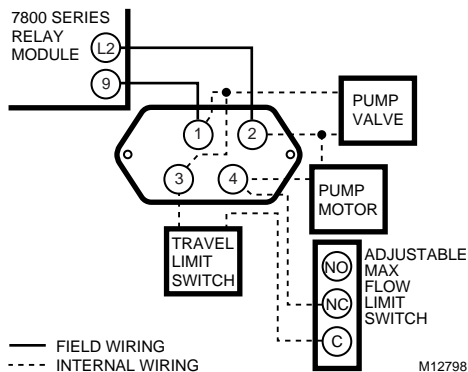 7800 SERIES
RELAY
MODULE
L2
9
1
2
3
4
PUMP
VALVE
PUMP
MOTOR
TRAVEL
LIMIT
SWITCH
NO
NC
C
ADJUSTABLE
MAX
FLOW
LIMIT
SWITCH
FIELD WIRING
INTERNAL WIRING
M12798